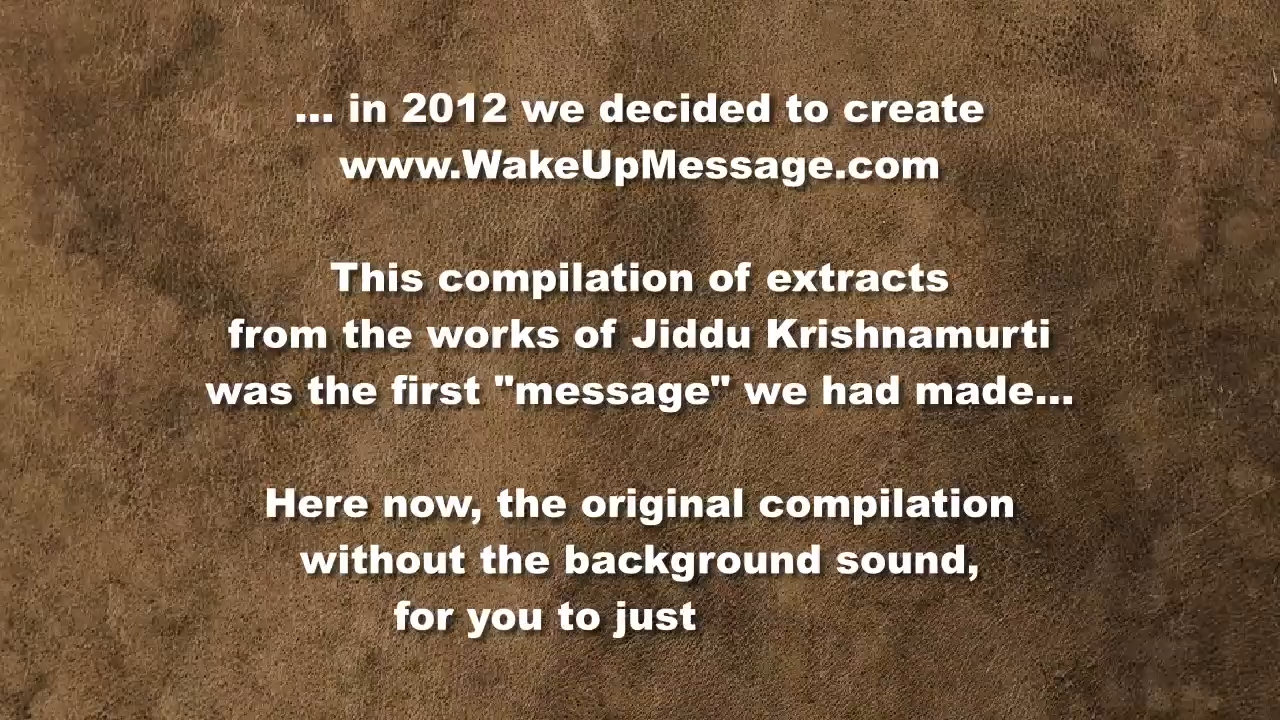 ... in 2012 we decided to create
www.WakeUpMessage.com
This compilation of extracts
from the works of Jiddu Krishnamurti
was the first "message" we had made...
Here now, the original compilation
without the background sound,
for you to just